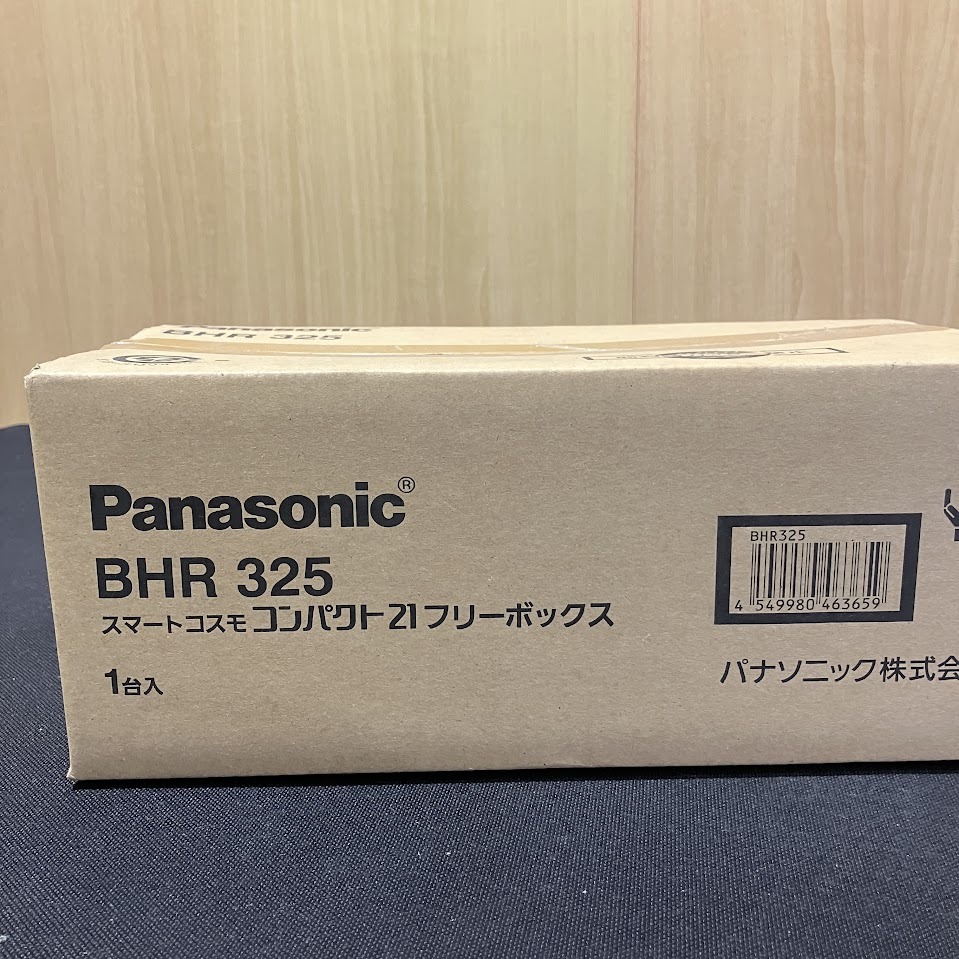 Panasonic
BHR 325
Panasonic®
BHR 325
スマートコスモ コンパクト21フリーボックス
1台入
BHR325
4 549980 463659
パナソニック株式会